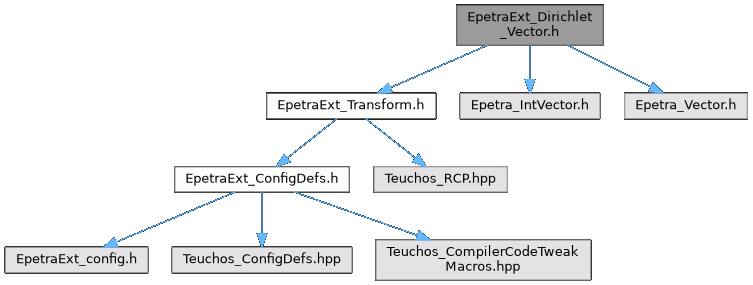 EpetraExt_Dirichlet
_Vector.h
EpetraExt_Transform.h
Epetra_IntVector.h
Epetra_Vector.h
EpetraExt_ConfigDefs.h
Teuchos_RCP.hpp
EpetraExt_config.h
Teuchos_ConfigDefs.hpp
Teuchos_CompilerCodeTweak
Macros.hpp